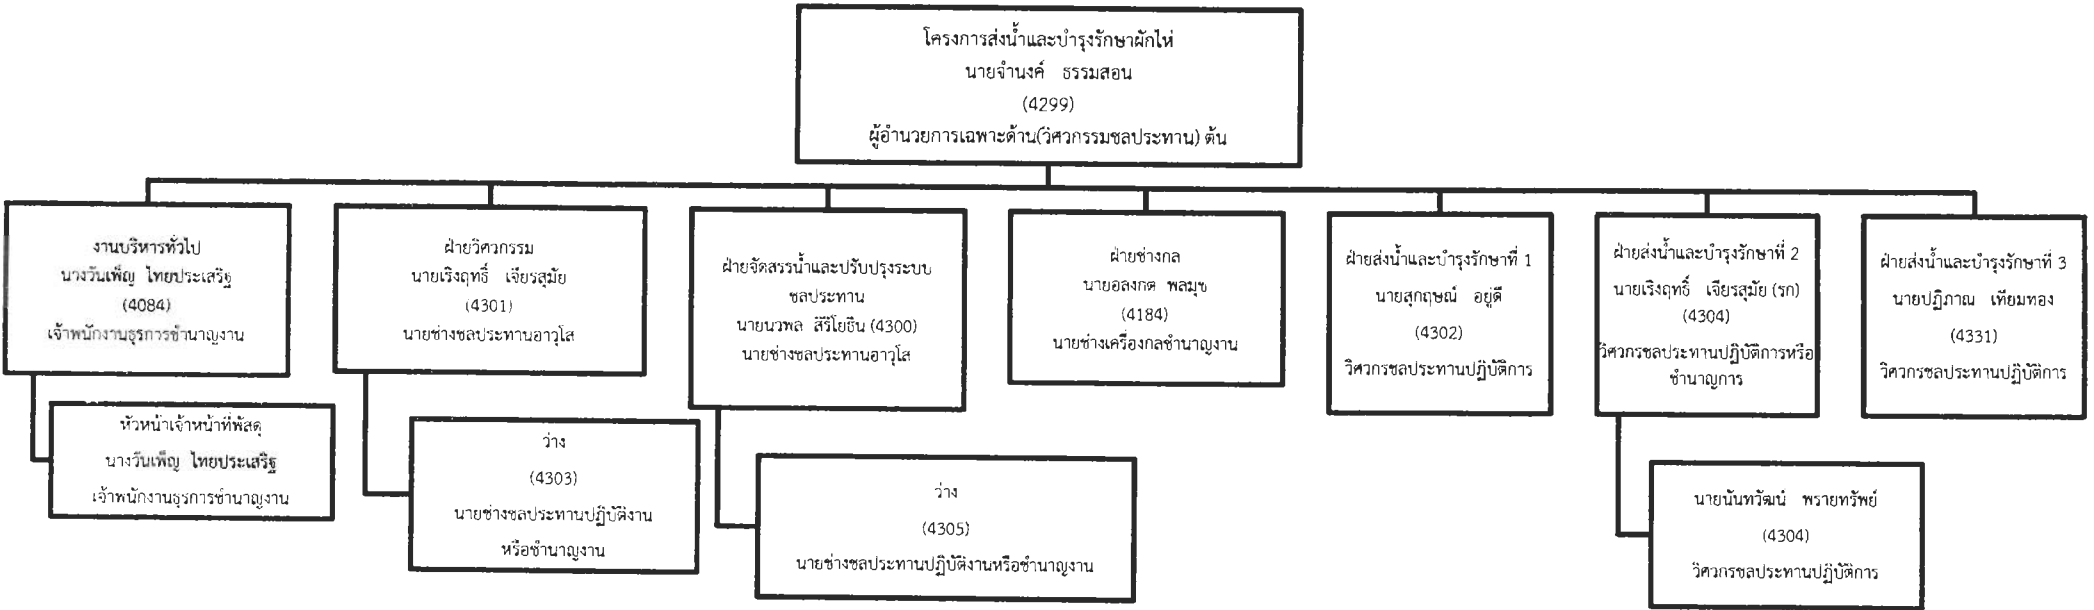 โครงการส่งน้ำและบำรุงรักษาผักไห่
นายจำนงค์ ธรรมสอน
(4299)
ผู้อำนวยการเฉพาะด้าน(วิศวกรรมชลประทาน) ต้น
งานบริหารทั่วไป
นางวันเพ็ญ ไทยประเสริฐ
(4084)
เจ้าพนักงานธุรการชำนาญงาน
ฝ่ายวิศวกรรม
นายเริงฤทธิ์ เจียรสุมัย
(4301)
นายช่างชลประทานอาวุโส
ฝ่ายจัดสรรน้ำและปรับปรุงระบบ
ชลประทาน
นายนวพล สิริโยธิน (4300)
นายช่างชลประทานอาวุโส
ฝ่ายช่างกล
นายอลงกต พลมุข
(4184)
นายช่างเครื่องกลชำนาญงาน
ฝ่ายส่งน้ำและบำรุงรักษาที่ 1
นายสุกฤษณ์ อยู่ดี
(4302)
วิศวกรชลประทานปฏิบัติการ
ฝ่ายส่งน้ำและบำรุงรักษาที่ 2
นายเริงฤทธิ์ เจียรสุมัย (รก)
(4304)
วิศวกรชลประทานปฏิบัติการหรือ
ชำนาญการ
ฝ่ายส่งน้ำและบำรุงรักษาที่ 3
นายปฏิภาณ เทียมทอง
(4331)
วิศวกรชลประทานปฏิบัติการ
หัวหน้าเจ้าหน้าที่พัสดุ
นางวันเพ็ญ ไทยประเสริฐ
เจ้าพนักงานธุรการชำนาญงาน
ว่าง
(4303)
นายช่างชลประทานปฏิบัติงาน
หรือชำนาญงาน
ว่าง
(4305)
นายช่างชลประทานปฏิบัติงานหรือชำนาญงาน
นายนันทวัฒน์ พรายทรัพย์
(4304)
วิศวกรชลประทานปฏิบัติการ